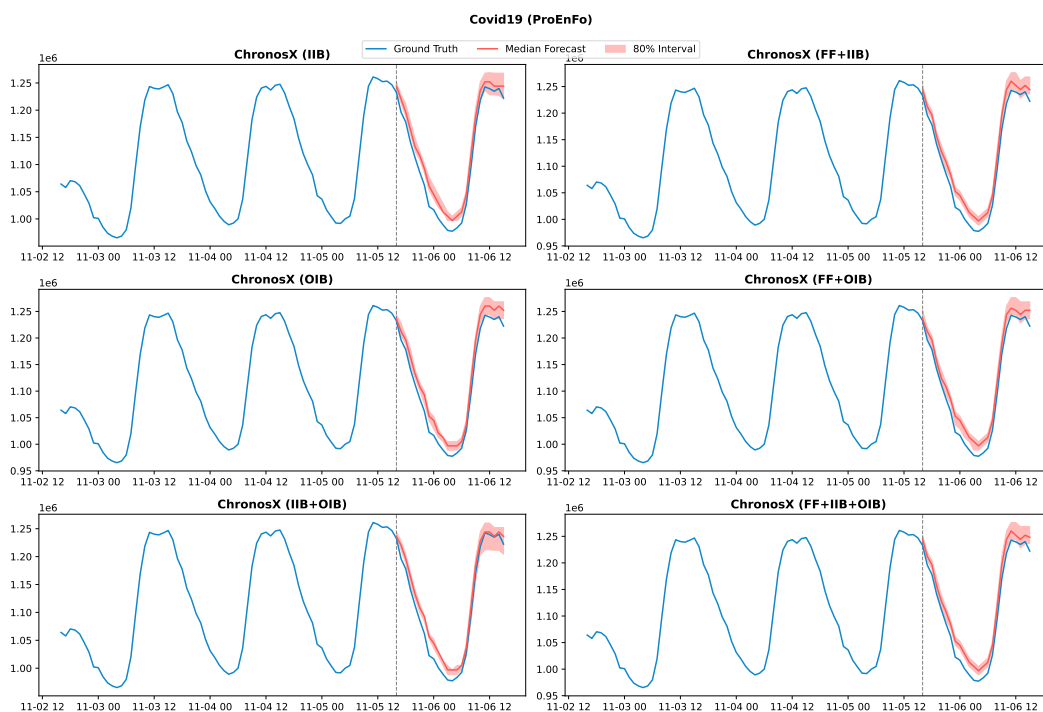 Covid19 (ProEnFo)
Ground Truth Median Forecast 80% Interval
ChronosX (IIB)
1e6
1.25
1.20
1.15
1.10
1.05
1.00
11-02 12 11-03 00 11-03 12 11-04 00 11-04 12 11-05 00 11-05 12 11-06 00 11-06 12
ChronosX (FF+IIB)
1e6
1.25
1.20
1.15
1.10
1.05
1.00
0.95
11-02 12 11-03 00 11-03 12 11-04 00 11-04 12 11-05 00 11-05 12 11-06 00 11-06 12
ChronosX (OIB)
1e6
1.25
1.20
1.15
1.10
1.05
1.00
0.95
11-02 12 11-03 00 11-03 12 11-04 00 11-04 12 11-05 00 11-05 12 11-06 00 11-06 12
ChronosX (FF+OIB)
1e6
1.25
1.20
1.15
1.10
1.05
1.00
0.95
11-02 12 11-03 00 11-03 12 11-04 00 11-04 12 11-05 00 11-05 12 11-06 00 11-06 12
ChronosX (IIB+OIB)
1e6
1.25
1.20
1.15
1.10
1.05
1.00
11-02 12 11-03 00 11-03 12 11-04 00 11-04 12 11-05 00 11-05 12 11-06 00 11-06 12
ChronosX (FF+IIB+OIB)
1e6
1.25
1.20
1.15
1.10
1.05
1.00
0.95
11-02 12 11-03 00 11-03 12 11-04 00 11-04 12 11-05 00 11-05 12 11-06 00 11-06 12